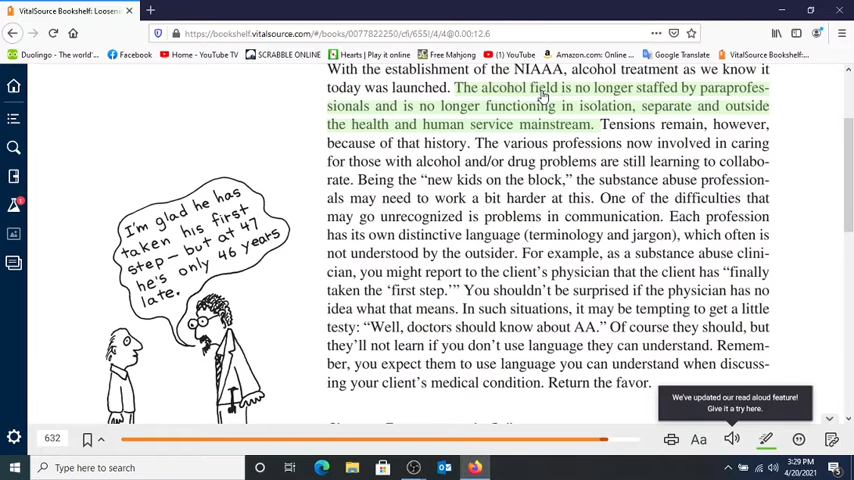 VitalSource Bookshelf: Loosene
https://bookshelf.vitalsource.com/#/books/0077822250/cfi/655!/4/4@0.00:12.6
Duolingo - The world'...
Facebook
Home - YouTube TV
SCRABBLE ONLINE
Hearts | Play it online
Free Mahjong
(1) YouTube
Amazon.com: Online ...
Google Translate
VitalSource Bookshelf:...
With the establishment of the NIAAA, alcohol treatment as we know it
today was launched. The alcohol field is no longer staffed by paraprofes-
sionals and is no longer functioning in isolation, separate and outside
the health and human service mainstream. Tensions remain, however,
because of that history. The various professions now involved in caring
for those with alcohol and/or drug problems are still learning to collabo-
rate. Being the “new kids on the block,” the substance abuse profession-
als may need to work a bit harder at this. One of the difficulties that
may go unrecognized is problems in communication. Each profession
has its own distinctive language (terminology and jargon), which often is
not understood by the outsider. For example, as a substance abuse clini-
cian, you might report to the client’s physician that the client has “finally
taken the ‘first step.’” You shouldn’t be surprised if the physician has no
idea what that means. In such situations, it may be tempting to get a little
testy: “Well, doctors should know about AA.” Of course they should, but
they’ll not learn if you don’t use language they can understand. Remem-
ber, you expect them to use language you can understand when discuss-
ing your client’s medical condition. Return the favor.
I'm glad he has
taken his first
step— but at 47
he's only 46 years
late.
1
We've updated our read aloud feature!
Give it a try here.
632
Aa
Type here to search
3:29 PM
4/20/2021
5